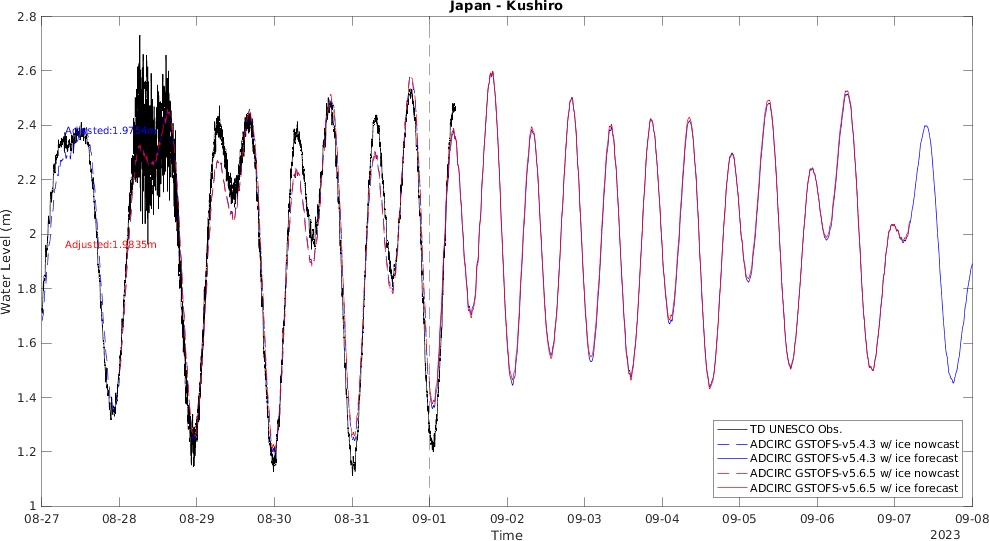 Japan - Kushiro
2.8
2.6
2.4
2.2
2
1.8
1.6
1.4
1.2
1
Water Level (m)
Adjusted:1.9835m
TD UNESCO Obs.
ADCIRC GSTOFS-v5.4.3 w/ ice nowcast
ADCIRC GSTOFS-v5.4.3 w/ ice forecast
ADCIRC GSTOFS-v5.6.5 w/ ice nowcast
ADCIRC GSTOFS-v5.6.5 w/ ice forecast
08-27 08-28 08-29 08-30 08-31 09-01 09-02 09-03 09-04 09-05 09-06 09-07 09-08
Time
2023